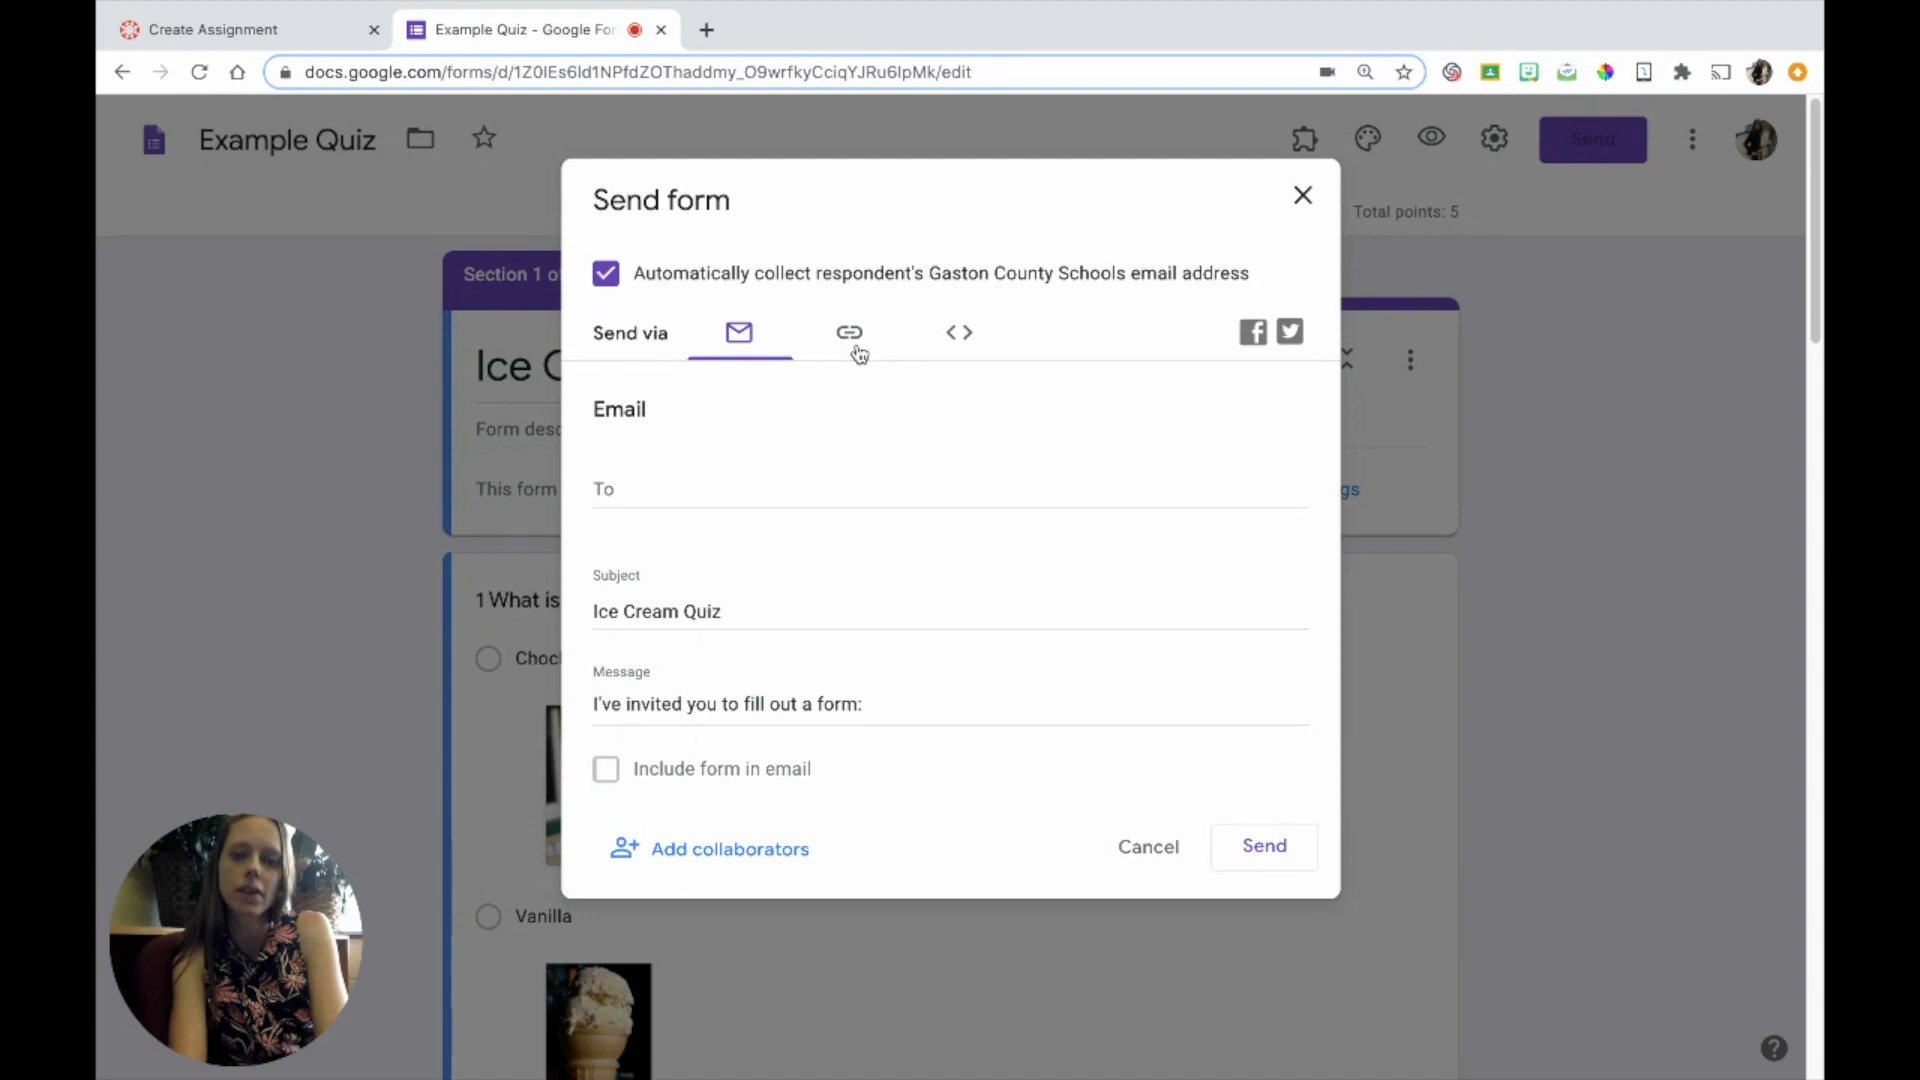 Create Assignment
Example Quiz - Google For
docs.google.com/forms/d/1Z0lEs6ld1NPfdZOThaddmy_O9wrfkyCciqYJRu6lpMk/edit
Example Quiz
Send
Total points: 5
Send form
Section 1 o
Automatically collect respondent's Gaston County Schools email address
Send via
Ice C
Email
Form desc
This form
To
gs
Subject
Ice Cream Quiz
1 What is
Choc
Message
I've invited you to fill out a form:
Include form in email
Add collaborators
Cancel
Send
Vanilla